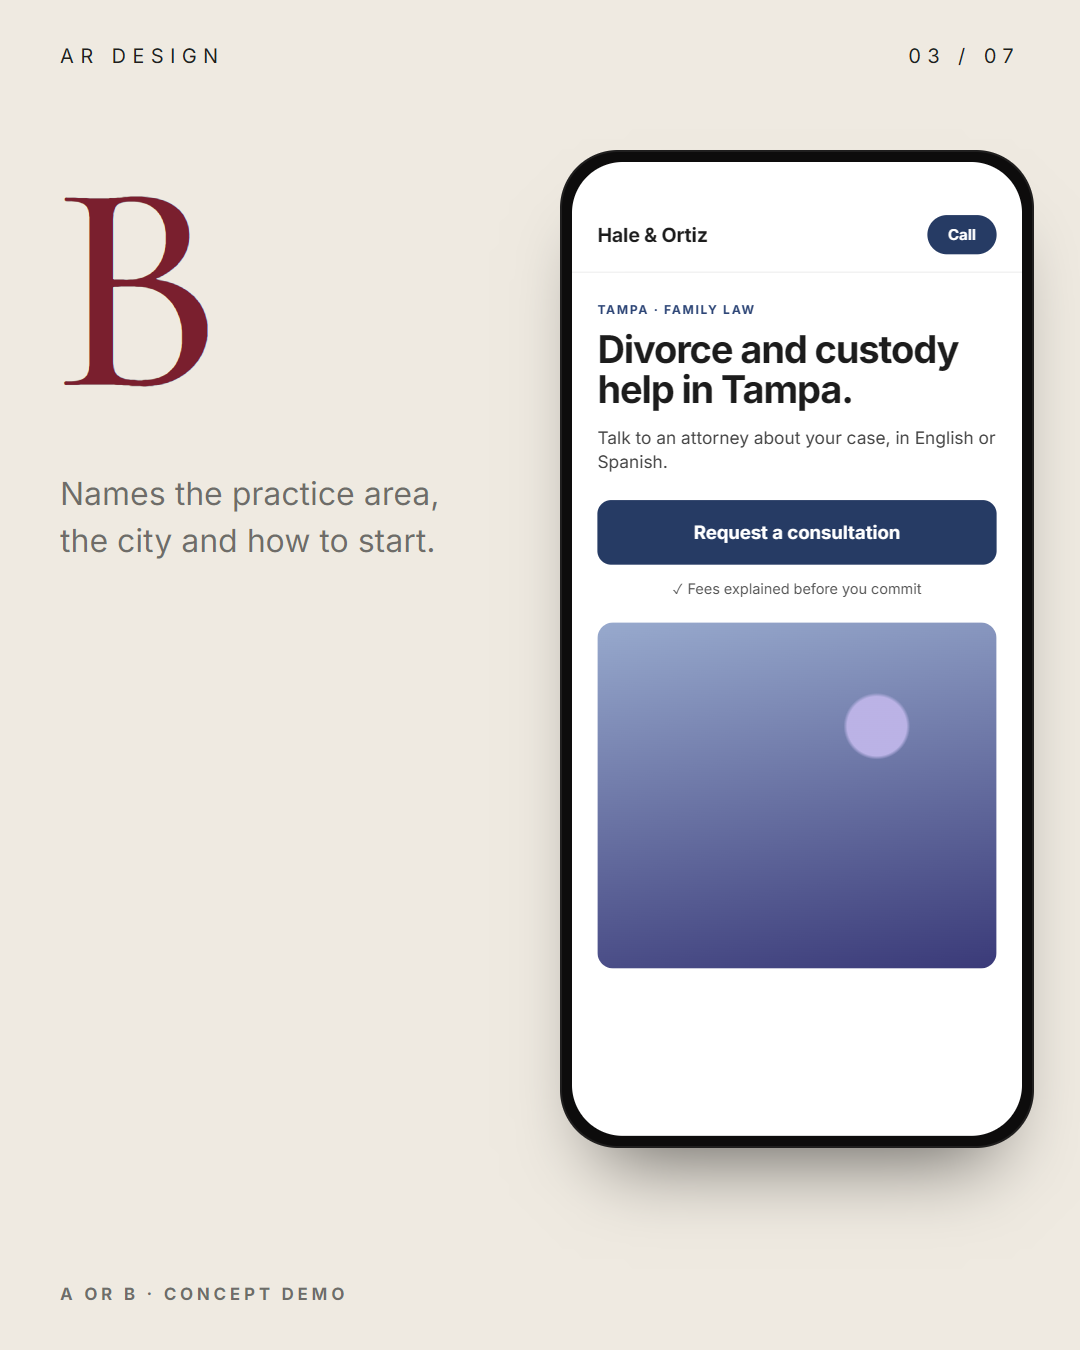 AR DESIGN
03 / 07
B
Names the practice area,
the city and how to start.
Hale & Ortiz
Call
TAMPA · FAMILY LAW
Divorce and custody
help in Tampa.
Talk to an attorney about your case, in English or
Spanish.
Request a consultation
✓ Fees explained before you commit
A OR B · CONCEPT DEMO